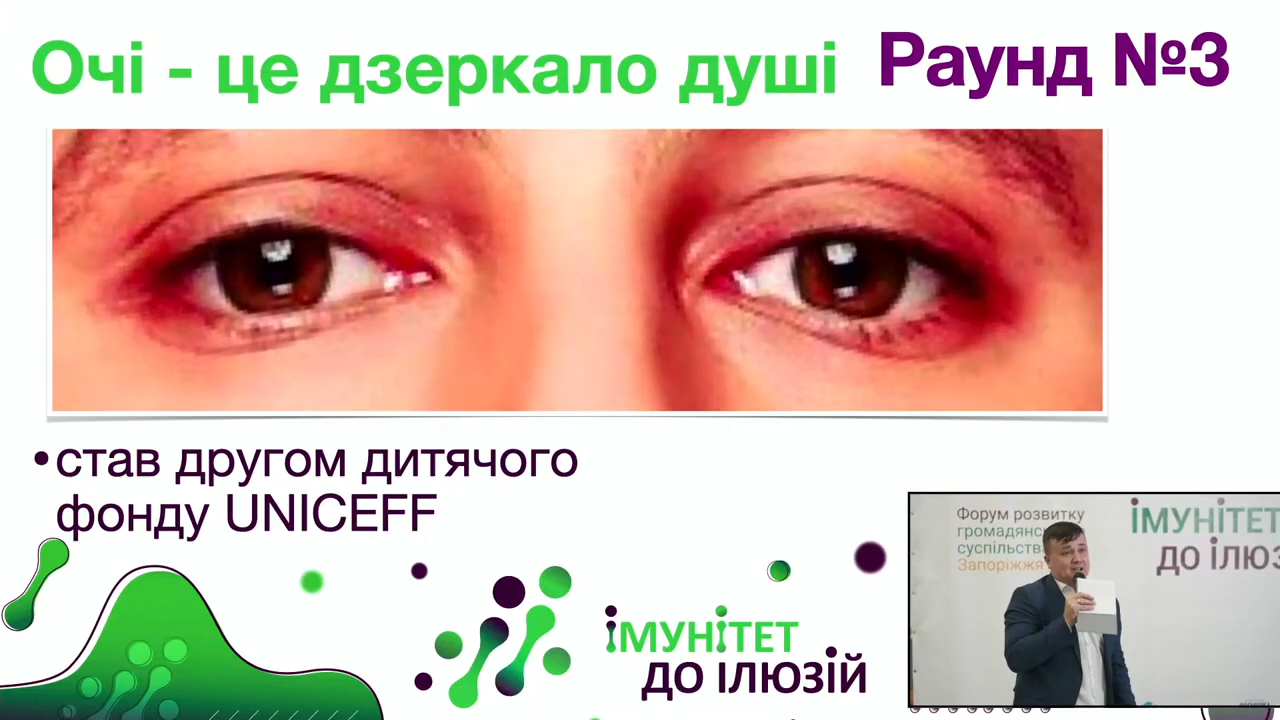 Очі - це дзеркало душі
Раунд №3
•став другом дитячого
фонду UNICEFF
імунітет
до ілюзій
Форум розвитку
суспільства
Запоріжжя
імунітет
до ілюз